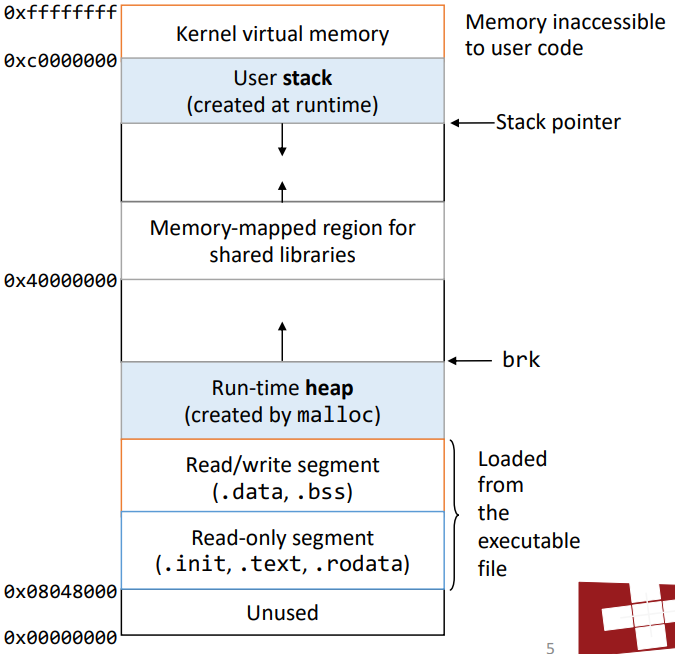 0xffffffff
Kernel virtual memory
Memory inaccessible
to user code
0xc0000000
User stack
(created at runtime)
Stack pointer
Memory-mapped region for
shared libraries
0x40000000
brk
Run-time heap
(created by malloc)
Read/write segment
(.data, .bss)
Loaded
from
the
executable
file
Read-only segment
(.init, .text, .rodata)
0x08048000
Unused
0x00000000
5